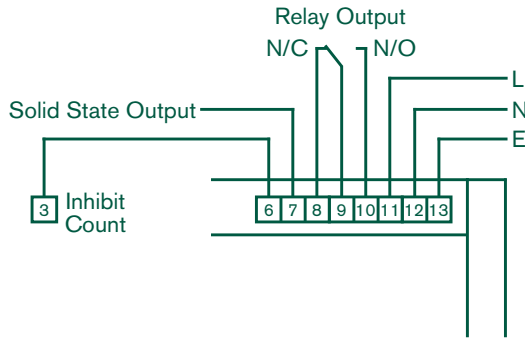 Relay Output
N/C N/O
L
Solid State Output
N
E
3 Inhibit
Count
6 7 8 9 10 11 12 13